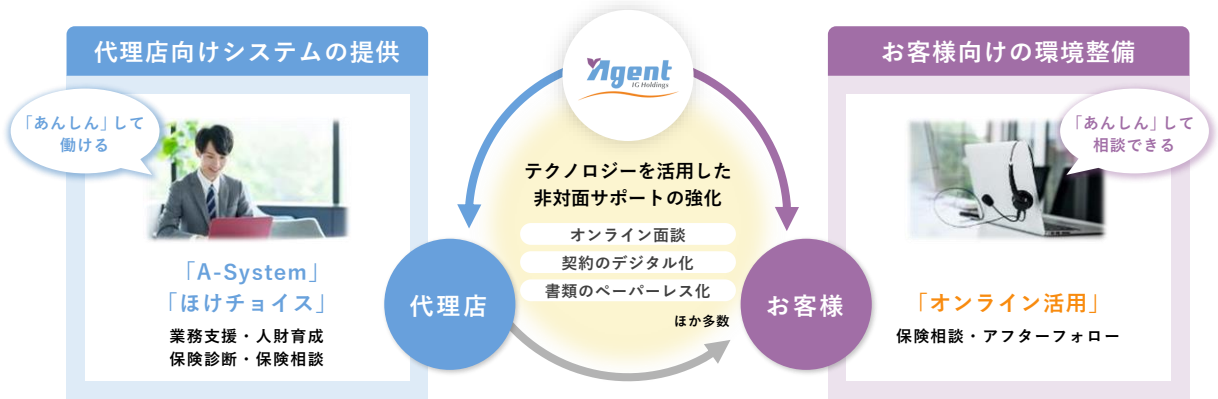 代理店向けシステムの提供
「あんしん」して
働ける
「A-System」
「ほけチョイス」
業務支援・人財育成
保険診断・保険相談
Agent
IG Holdings
テクノロジーを活用した
非対面サポートの強化
オンライン面談
契約のデジタル化
書類のペーパーレス化
ほか多数
代理店
お客様
お客様向けの環境整備
「あんしん」して
相談できる
「オンライン活用」
保険相談・アフターフォロー